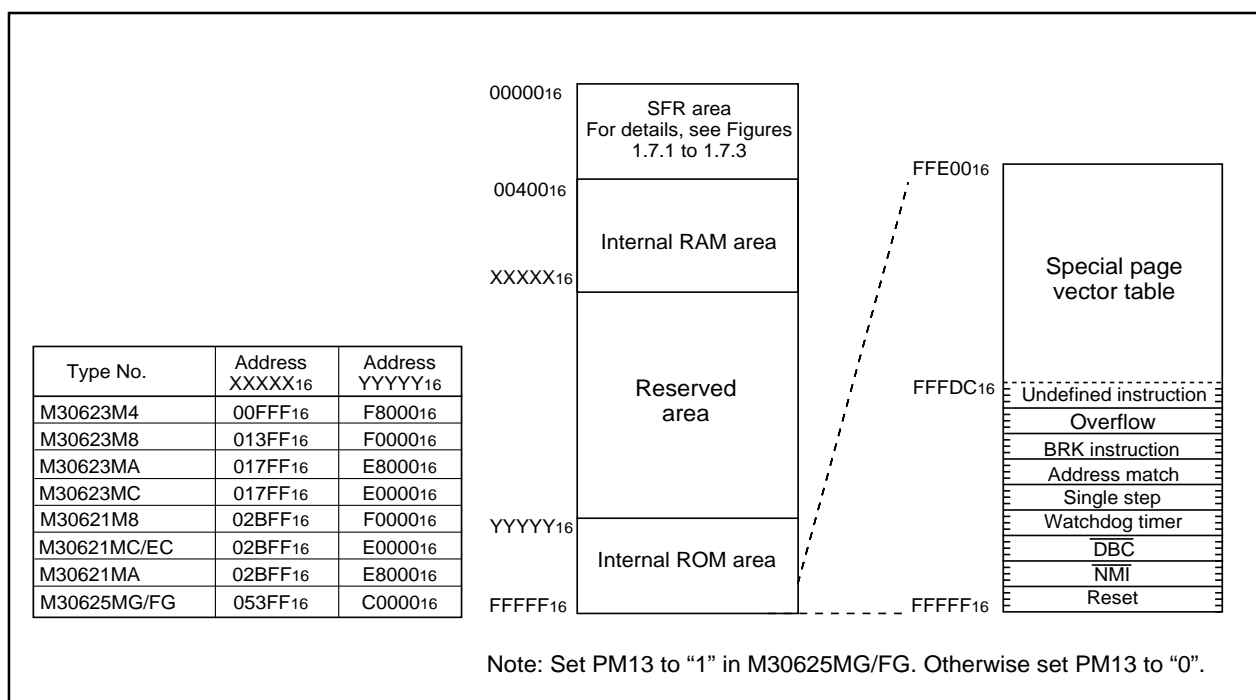 Type No. Address XXXXX16 Address YYYYY16
M30623M4 00FFF16 F800016
M30623M8 013FF16 F000016
M30623MA 017FF16 E800016
M30623MC 017FF16 E000016
M30621M8 02BFF16 F000016
M30621MC/EC 02BFF16 E000016
M30621MA 02BFF16 E800016
M30625MG/FG 053FF16 C000016
0000016
SFR area
For details, see Figures
1.7.1 to 1.7.3
0040016
Internal RAM area
XXXXX16
Reserved
area
YYYYY16
Internal ROM area
FFFFF16
FFE0016
Special page
vector table
FFFDC16
Undefined instruction
Overflow
BRK instruction
Address match
Single step
Watchdog timer
DBC
NMI
Reset
FFFFF16
Note: Set PM13 to “1” in M30625MG/FG. Otherwise set PM13 to “0”.